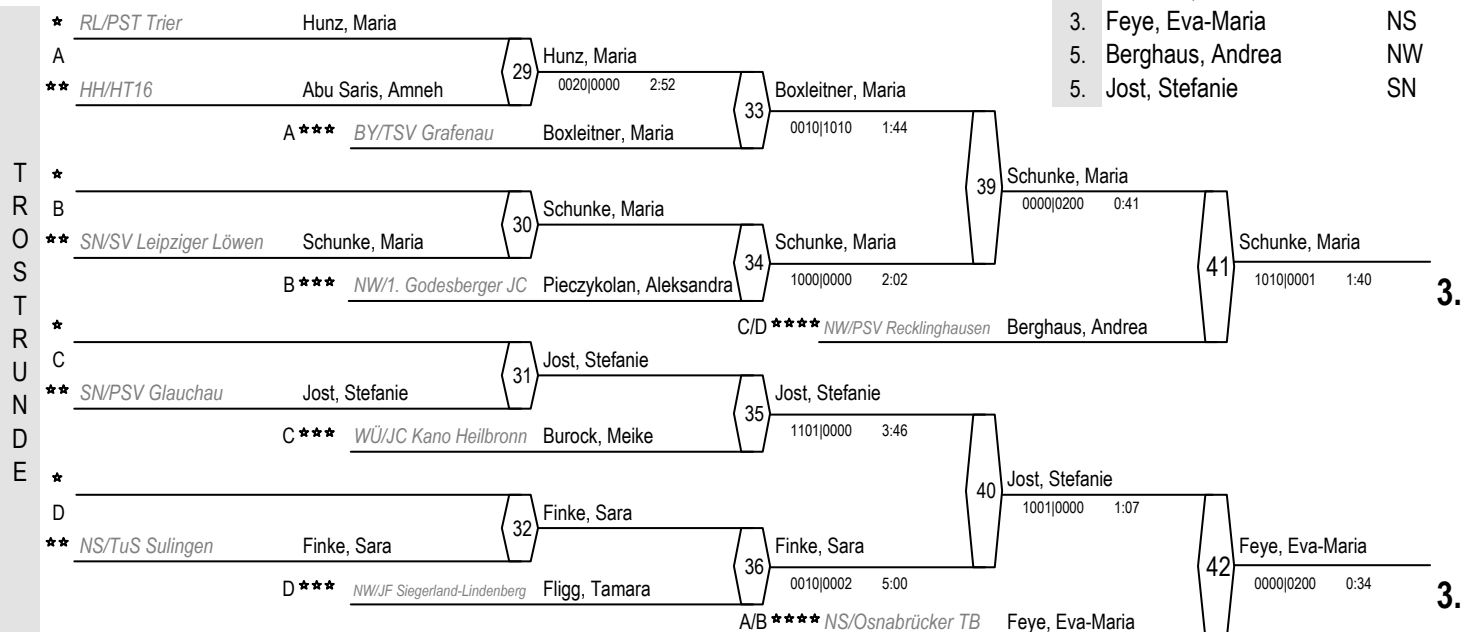 TROSTRUNDE
* RL/PST Trier Hunz, Maria
A
** HH/HT16 Abu Saris, Amneh
29
Hunz, Maria
0020|0000 2:52
A *** BY/TSV Grafenau Boxleitner, Maria
33
Boxleitner, Maria
0010|1010 1:44
*
B
** SN/SV Leipziger Löwen Schunke, Maria
30
Schunke, Maria
B *** NW/1. Godesberger JC Pieczykolan, Aleksandra
34
Schunke, Maria
1000|0000 2:02
39
Schunke, Maria
0000|0200 0:41
C/D **** NW/PSV Recklinghausen Berghaus, Andrea
41
Schunke, Maria
1010|0001 1:40
3.
*
C
** SN/PSV Glauchau Jost, Stefanie
31
Jost, Stefanie
C *** WÜ/JC Kano Heilbronn Burock, Meike
35
Jost, Stefanie
1101|0000 3:46
*
D
** NS/TuS Sulingen Finke, Sara
32
Finke, Sara
D *** NW/JF Siegerland-Lindenberg Fligg, Tamara
36
Finke, Sara
0010|0002 5:00
40
Jost, Stefanie
1001|0000 1:07
A/B **** NS/Osnabrücker TB Feye, Eva-Maria
42
Feye, Eva-Maria
0000|0200 0:34
3.
3. Feye, Eva-Maria NS
5. Berghaus, Andrea NW
5. Jost, Stefanie SN